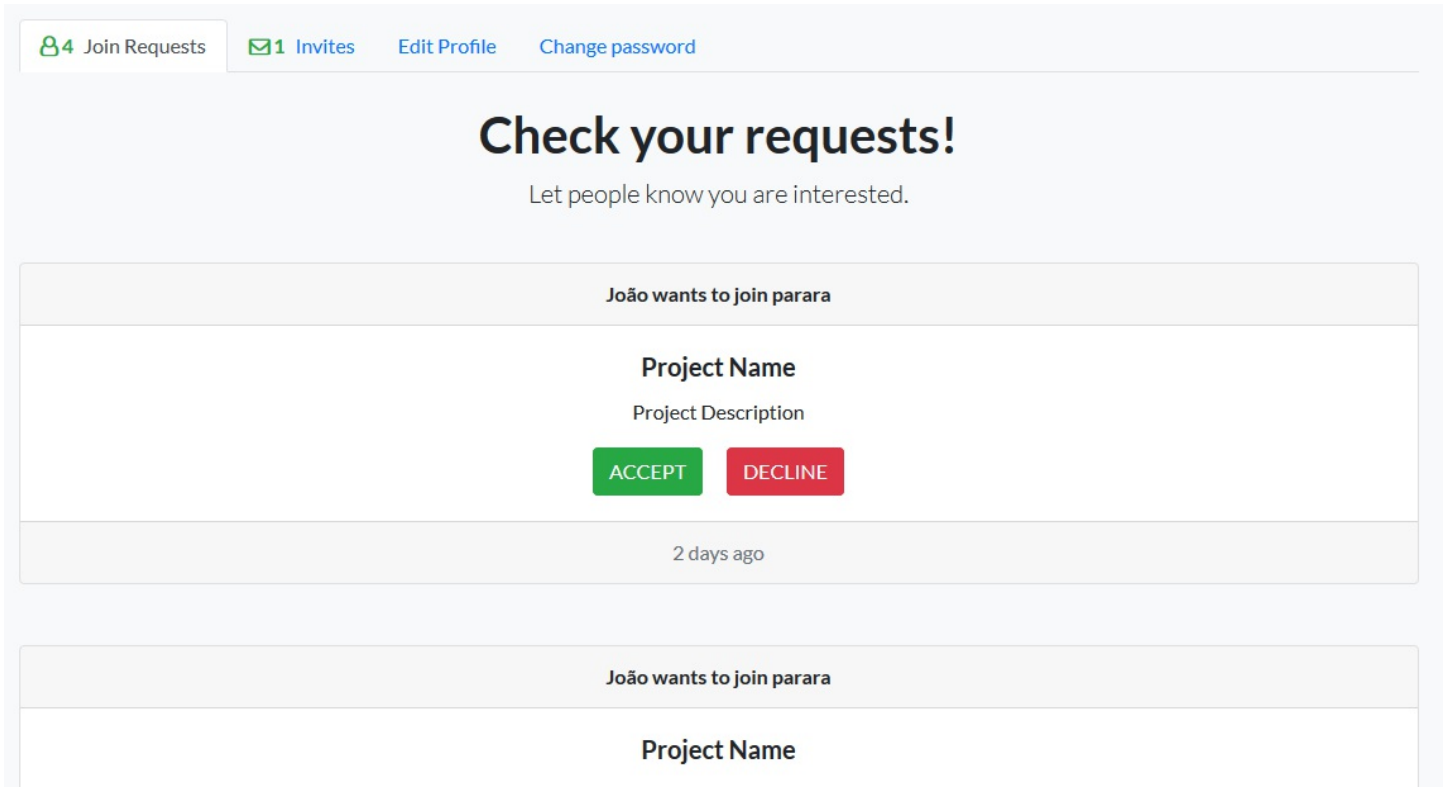 4 Join Requests 1 Invites Edit Profile Change password
Check your requests!
Let people know you are interested.
João wants to join parara
Project Name
Project Description
ACCEPT DECLINE
2 days ago
João wants to join parara
Project Name